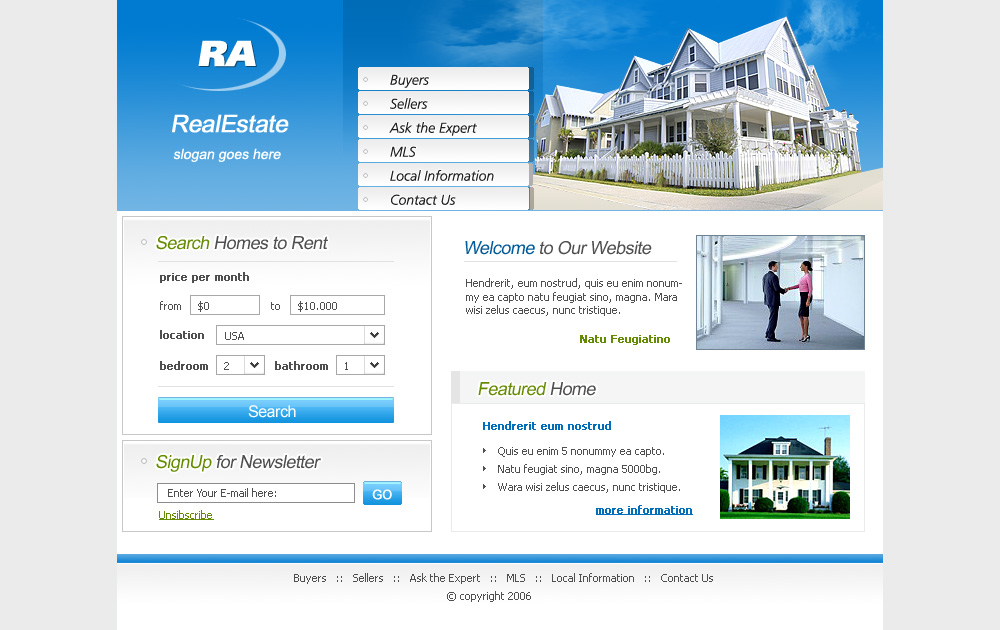 RA
RealEstate
slogan goes here
Buyers
Sellers
Ask the Expert
MLS
Local Information
Contact Us
Search Homes to Rent
price per month
from $0 to $10.000
location USA
bedroom 2 bathroom 1
Search
SignUp for Newsletter
Enter Your E-mail here: GO
Unsibscribe
Welcome to Our Website
Hendrerit, eum nostrud, quis eu enim nonum-
my ea capto natu feugiat sino, magna. Mara
wisi zelus caecus, nunc tristique.
Natu Feugiatino
Featured Home
Hendrerit eum nostrud
Quis eu enim 5 nonummy ea capto.
Natu feugiat sino, magna 5000bg.
Wara wisi zelus caecus, nunc tristique.
more information
Buyers :: Sellers :: Ask the Expert :: MLS :: Local Information :: Contact Us
© copyright 2006